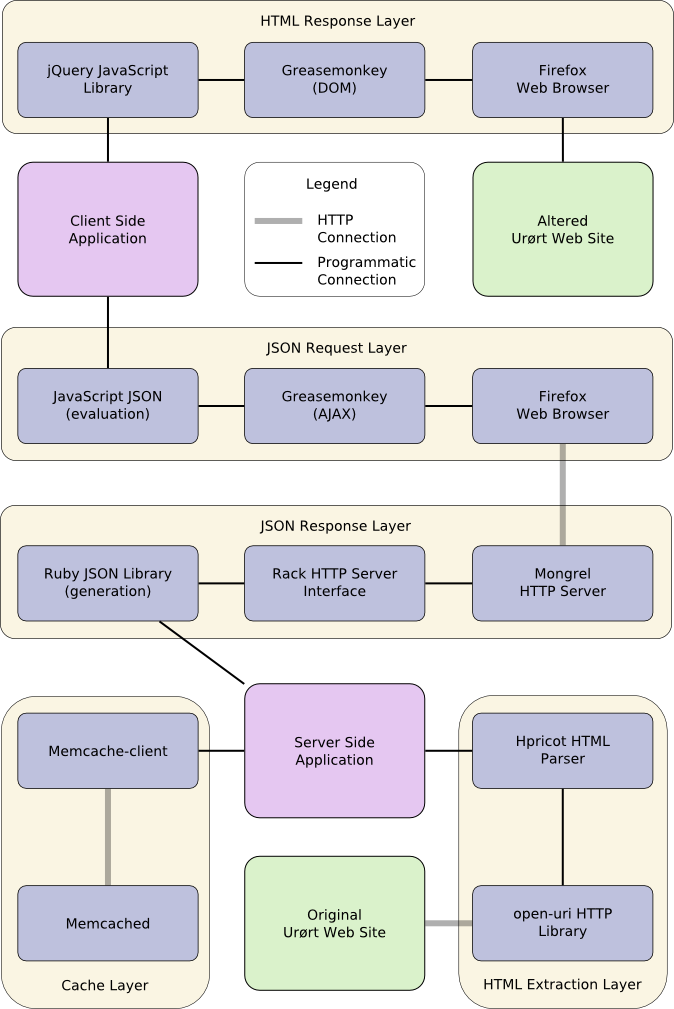 HTML Response Layer
jQuery JavaScript
Library
Greasemonkey
(DOM)
Firefox
Web Browser
Client Side
Application
Legend
HTTP
Connection
Programmatic
Connection
Altered
Urørt Web Site
JSON Request Layer
JavaScript JSON
(evaluation)
Greasemonkey
(AJAX)
Firefox
Web Browser
JSON Response Layer
Ruby JSON Library
(generation)
Rack HTTP Server
Interface
Mongrel
HTTP Server
Memcache-client
Server Side
Application
Hpricot HTML
Parser
Memcached
Original
Urørt Web Site
open-uri HTTP
Library
Cache Layer
HTML Extraction Layer